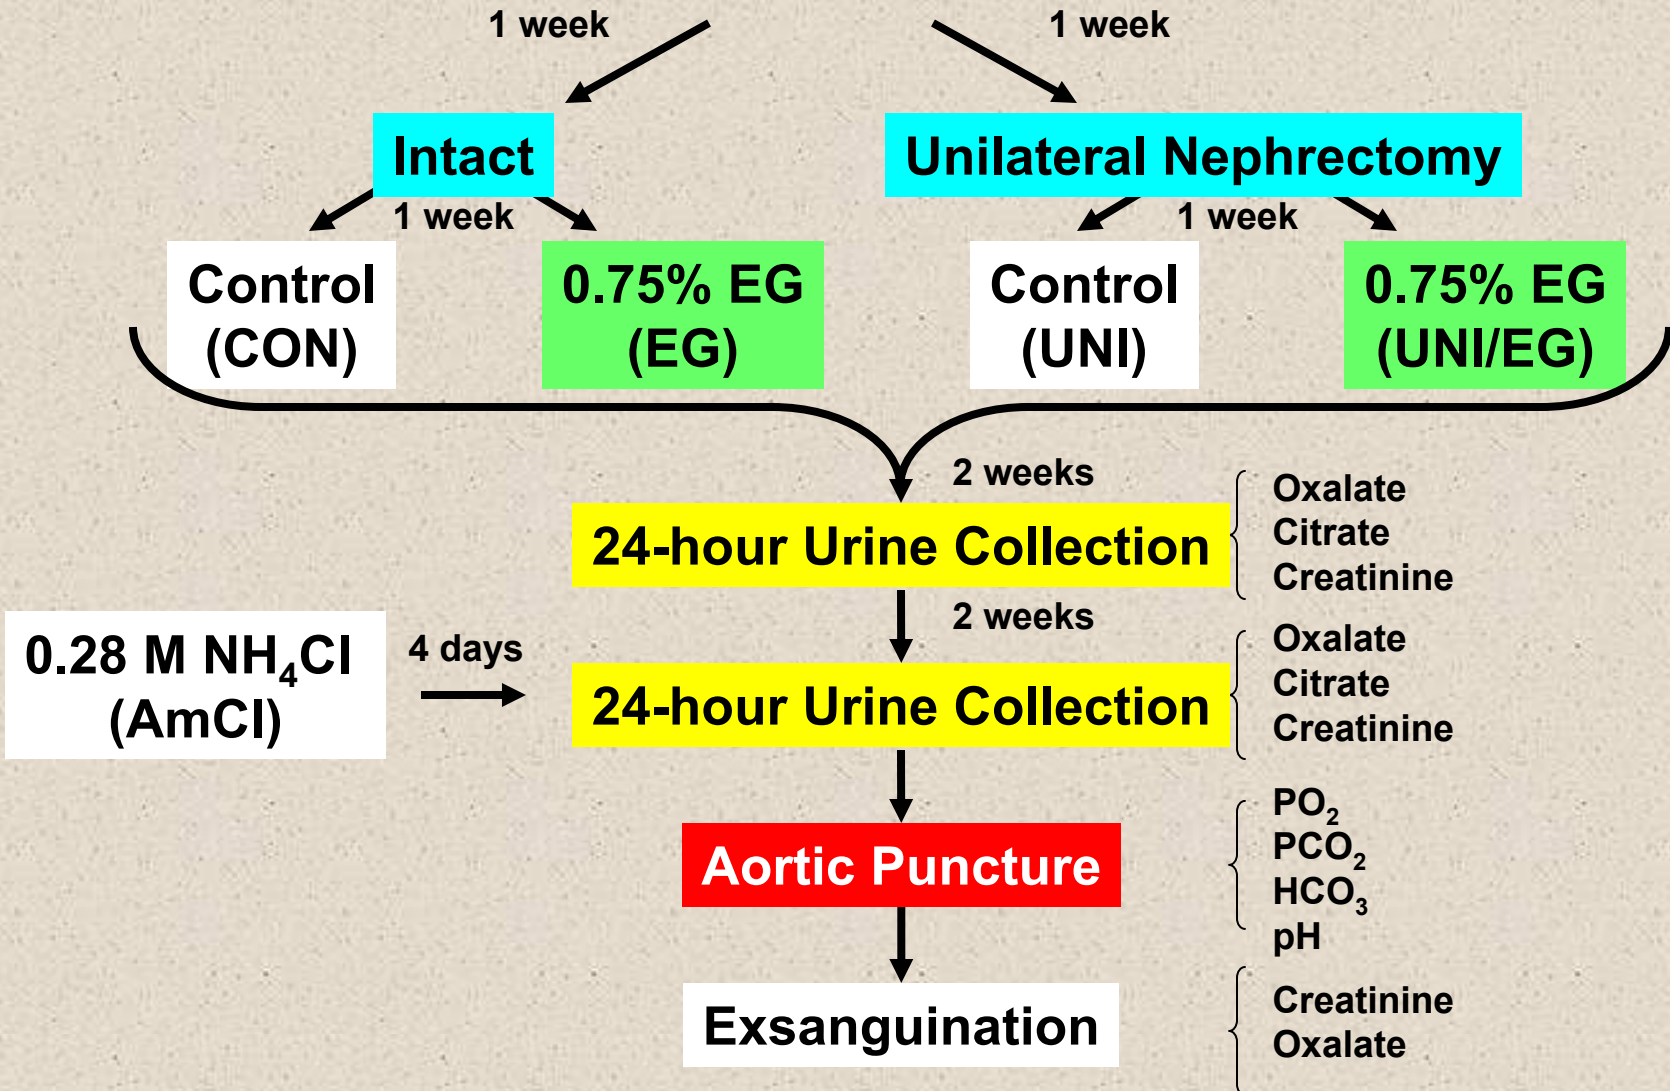 1 week
1 week
Intact
Unilateral Nephrectomy
1 week
1 week
Control
(CON)
0.75% EG
(EG)
Control
(UNI)
0.75% EG
(UNI/EG)
2 weeks
24-hour Urine Collection
Oxalate
Citrate
Creatinine
2 weeks
0.28 M NH₄Cl
(AmCl)
4 days
24-hour Urine Collection
Oxalate
Citrate
Creatinine
Aortic Puncture
PO₂
PCO₂
HCO₃
pH
Exsanguination
Creatinine
Oxalate